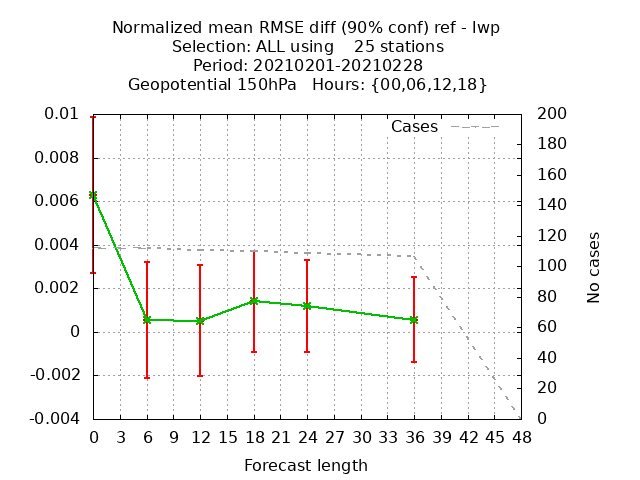 Normalized mean RMSE diff (90% conf) ref - lwp
Selection: ALL using    25 stations
Period: 20210201-20210228
Geopotential 150hPa   Hours: {00,06,12,18}
Cases
0.01
0.008
0.006
0.004
0.002
0
-0.002
-0.004
200
180
160
140
120
100
80
60
40
20
0
No cases
0 3 6 9 12 15 18 21 24 27 30 33 36 39 42 45 48
Forecast length